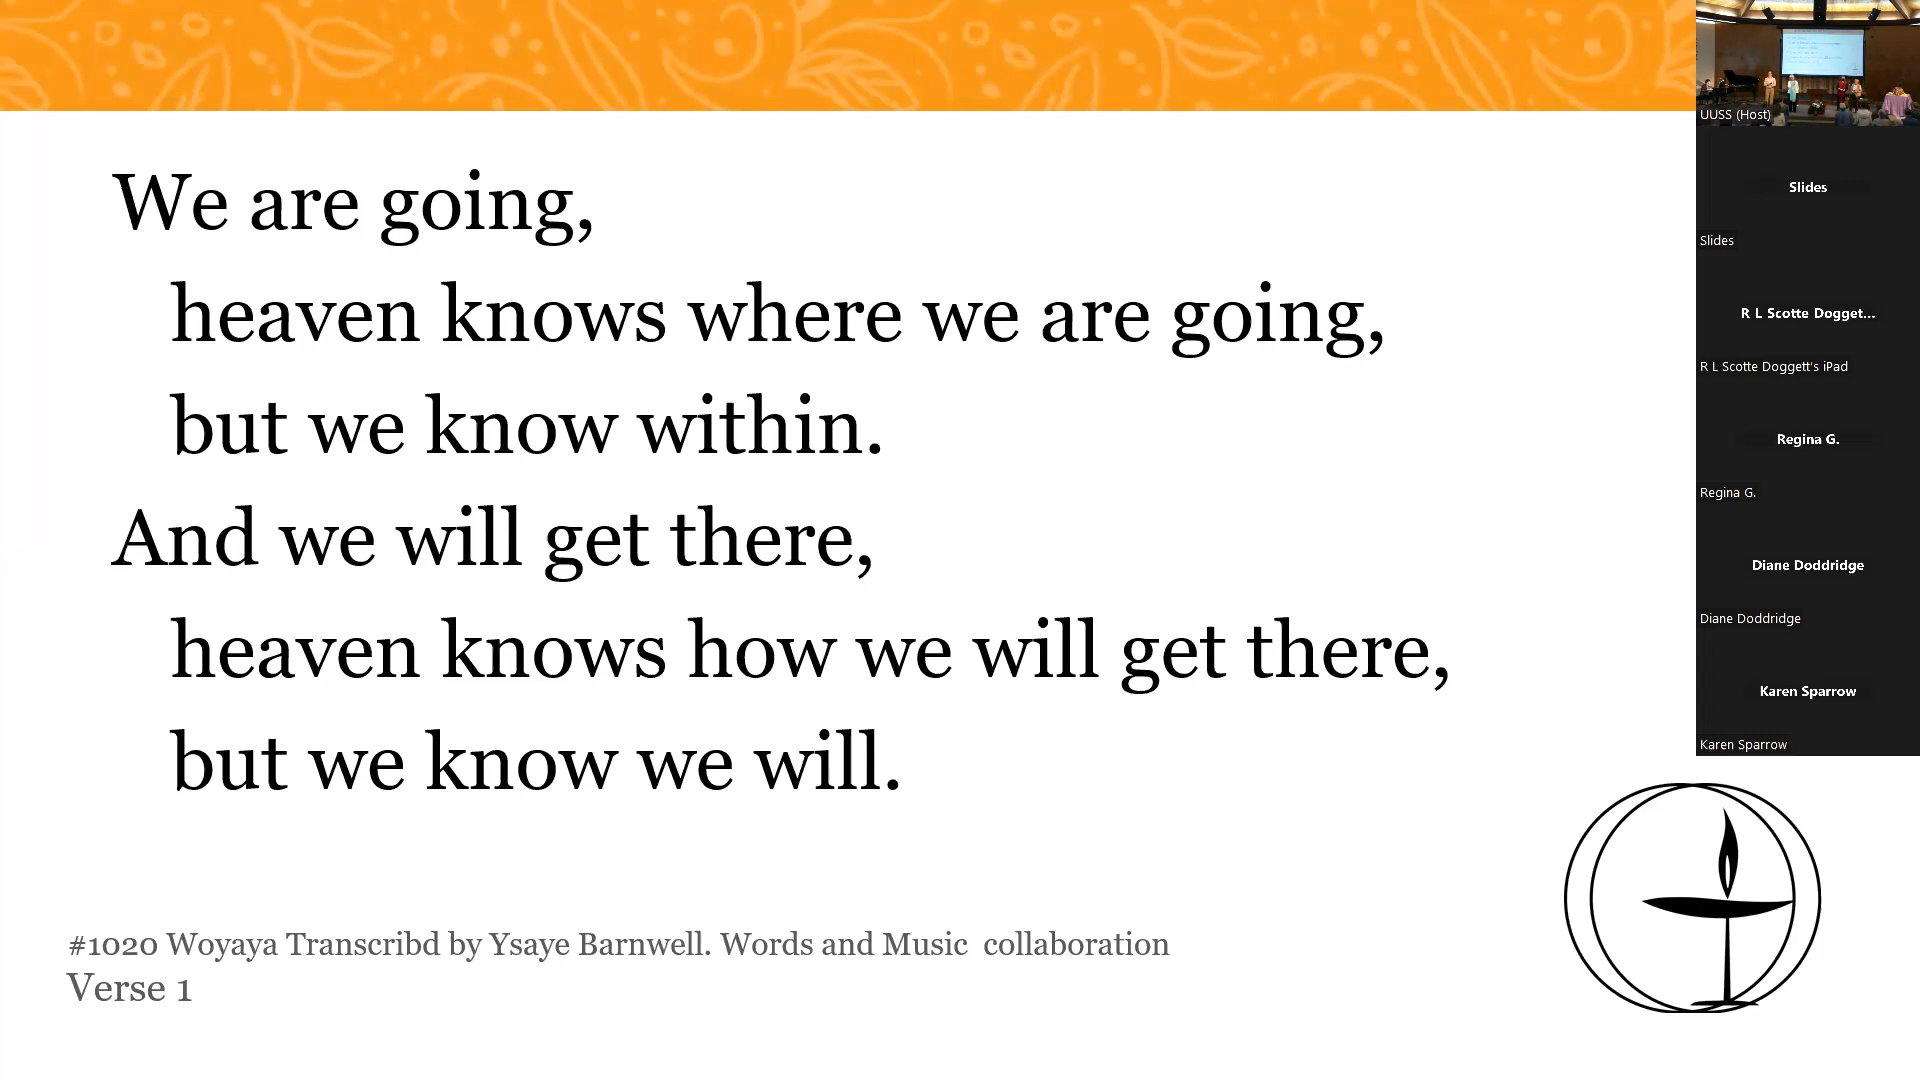 We are going,
heaven knows where we are going,
but we know within.
And we will get there,
heaven knows how we will get there,
but we know we will.
#1020 Woyaya Transcribd by Ysaye Barnwell. Words and Music  collaboration
Verse 1
UUSS (Host)
Slides
Slides
R L Scotte Dogget...
R L Scotte Doggett's iPad
Regina G.
Regina G.
Diane Doddridge
Diane Doddridge
Karen Sparrow
Karen Sparrow